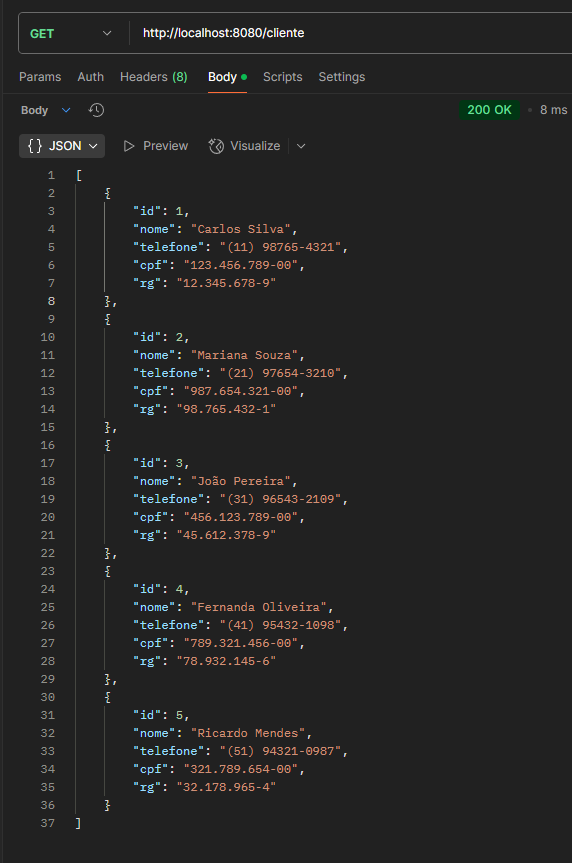 GET http://localhost:8080/cliente
Params Auth Headers (8) Body Scripts Settings
Body 200 OK • 8 ms
{} JSON Preview Visualize
1 [
2 {
3 "id": 1,
4 "nome": "Carlos Silva",
5 "telefone": "(11) 98765-4321",
6 "cpf": "123.456.789-00",
7 "rg": "12.345.678-9"
8 },
9 {
10 "id": 2,
11 "nome": "Mariana Souza",
12 "telefone": "(21) 97654-3210",
13 "cpf": "987.654.321-00",
14 "rg": "98.765.432-1"
15 },
16 {
17 "id": 3,
18 "nome": "João Pereira",
19 "telefone": "(31) 96543-2109",
20 "cpf": "456.123.789-00",
21 "rg": "45.612.378-9"
22 },
23 {
24 "id": 4,
25 "nome": "Fernanda Oliveira",
26 "telefone": "(41) 95432-1098",
27 "cpf": "789.321.456-00",
28 "rg": "78.932.145-6"
29 },
30 {
31 "id": 5,
32 "nome": "Ricardo Mendes",
33 "telefone": "(51) 94321-0987",
34 "cpf": "321.789.654-00",
35 "rg": "32.178.965-4"
36 }
37 ]